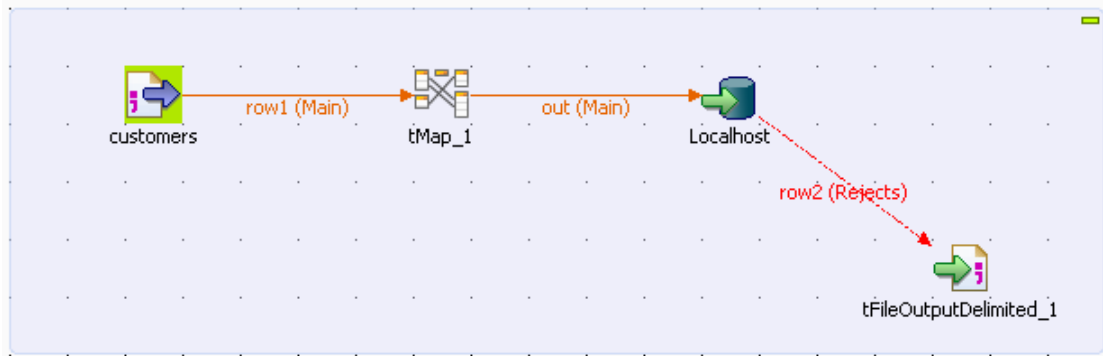 row1 (Main)
out (Main)
customers
tMap_1
Localhost
row2 (Rejects)
tFileOutputDelimited_1